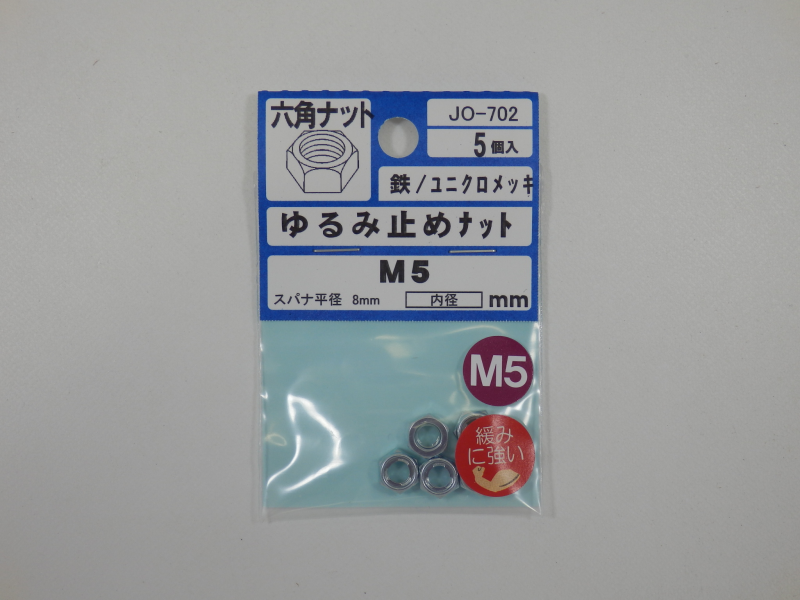 六角ナット
JO-702
5個入
鉄/ユニクロメッキ
ゆるみ止めナット
M5
スパナ平径 8mm 内径 mm
M5
緩み
に強い